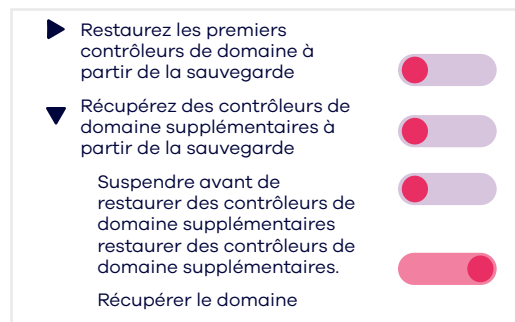 Restaurez les premiers
contrôleurs de domaine à
partir de la sauvegarde
Récupérez des contrôleurs de
domaine supplémentaires à
partir de la sauvegarde
Suspendre avant de
restaurer des contrôleurs de
domaine supplémentaires
restaurer des contrôleurs de
domaine supplémentaires.
Récupérer le domaine